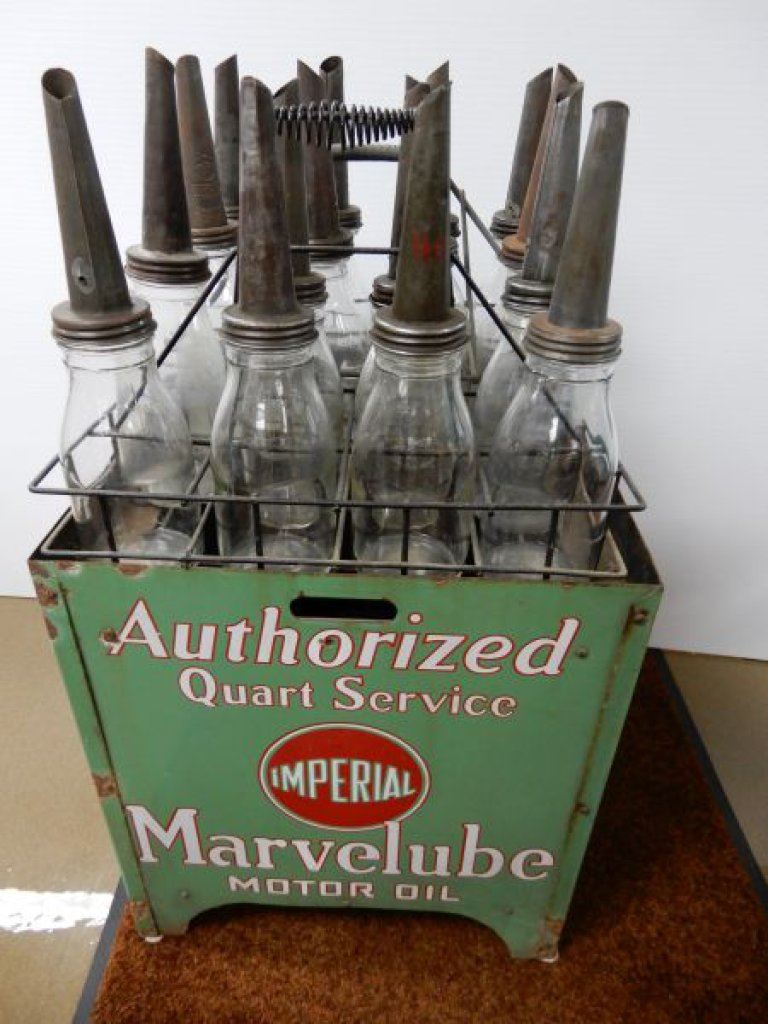 Authorized
Quart Service
IMPERIAL
Marvelube
MOTOR OIL